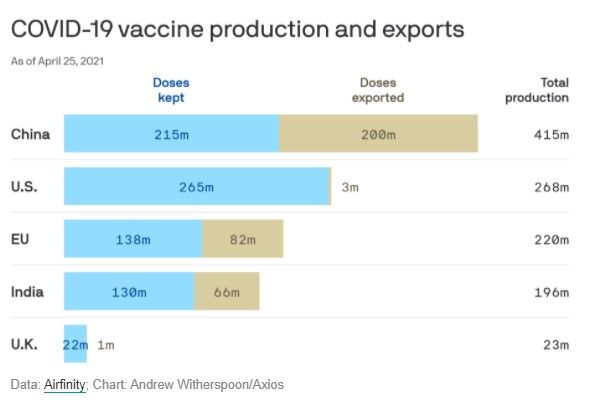 COVID-19 vaccine production and exports
As of April 25, 2021
Doses kept Doses exported Total production
China 215m 200m 415m
U.S. 265m 3m 268m
EU 138m 82m 220m
India 130m 66m 196m
U.K. 22m 1m 23m
Data: Airfinity; Chart: Andrew Witherspoon/Axios